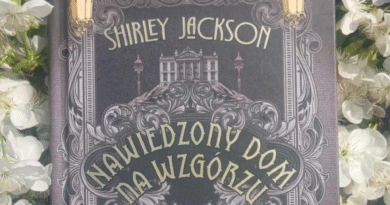 SHIRLEY JACKSON
NAWIEDZONY DOM
NA WZGÓRZU